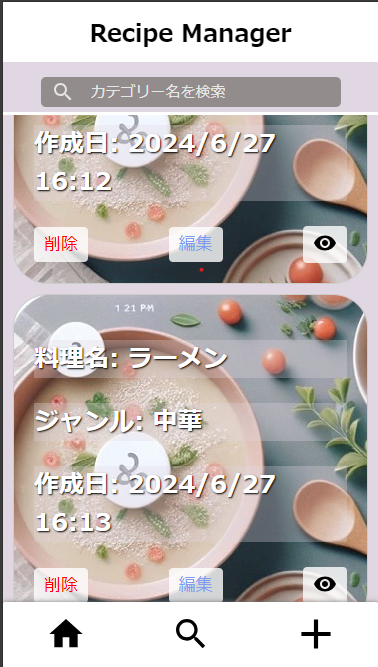 Recipe Manager
カテゴリー名を検索
作成日: 2024/6/27
16:12
削除 編集
1 21 PM
料理名: ラーメン
ジャンル: 中華
作成日: 2024/6/27
16:13
削除 編集